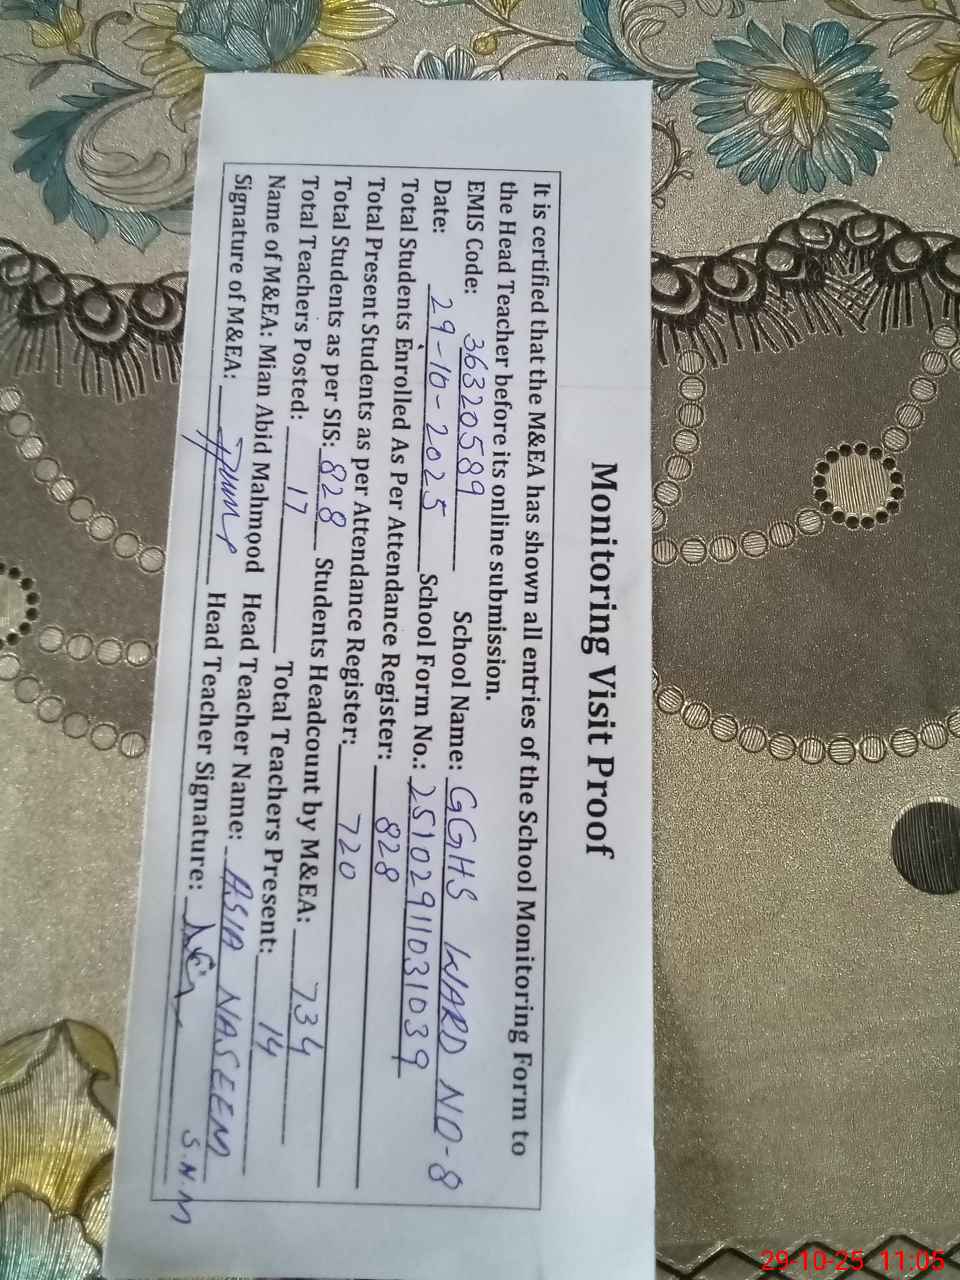 Monitoring Visit Proof
It is certified that the M&EA has shown all entries of the School Monitoring Form to
the Head Teacher before its online submission.
EMIS Code: 36320589 School Name: GGHS WARD NO-8
Date: 29-10-2025 School Form No.: 25102911031039
Total Students Enrolled As Per Attendance Register: 828
Total Present Students as per Attendance Register: 720
Total Students as per SIS: 828 Students Headcount by M&EA: 734
Total Teachers Posted: 17 Total Teachers Present: 14
Name of M&EA: Mian Abid Mahmood Head Teacher Name: ASIA NASEEM
Signature of M&EA: Head Teacher Signature: S.N.M
29-10-25 11:05